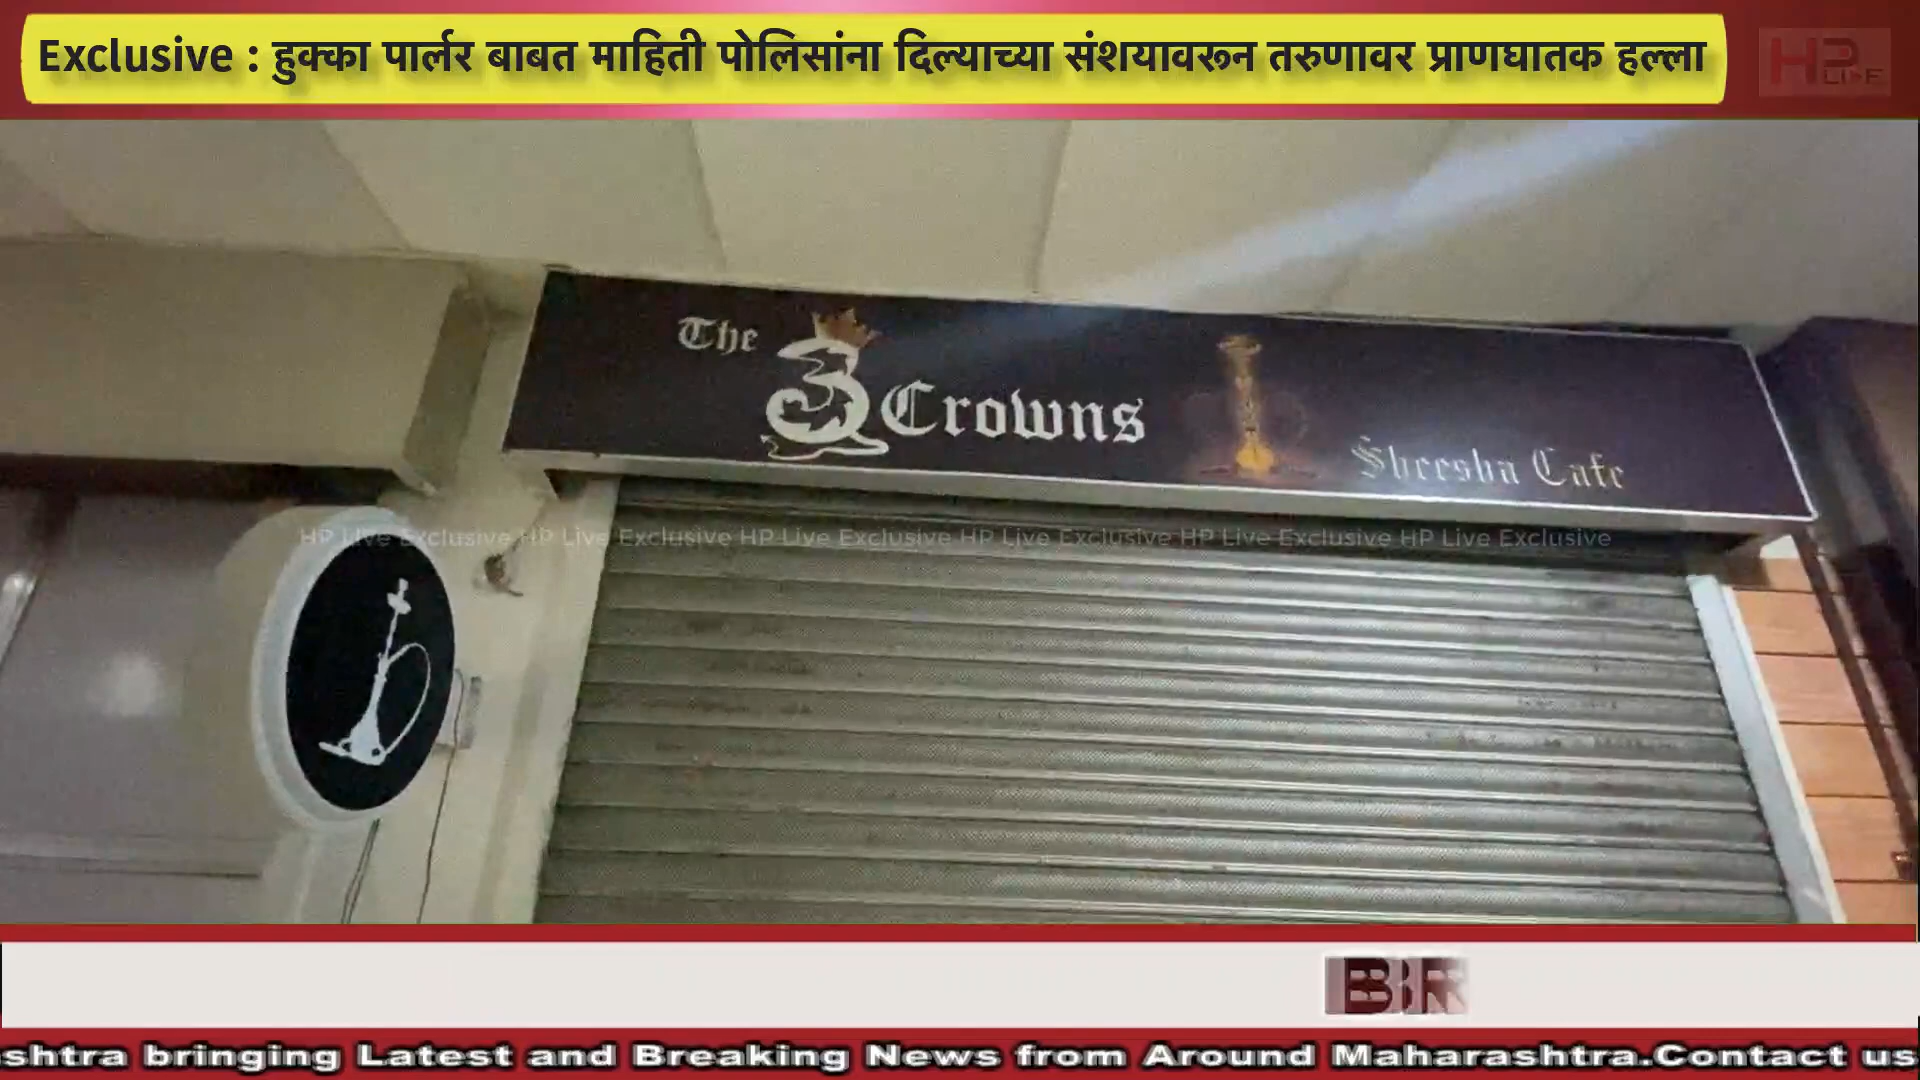 Exclusive : हुक्का पार्लर बाबत माहिती पोलिसांना दिल्याच्या संशयावरून तरुणावर प्राणघातक हल्ला
HP
LIVE
The 3 Crowns
Sheesha Cafe
HP Live Exclusive HP Live Exclusive HP Live Exclusive HP Live Exclusive HP Live Exclusive HP Live Exclusive
shtra bringing Latest and Breaking News from Around Maharashtra.Contact us